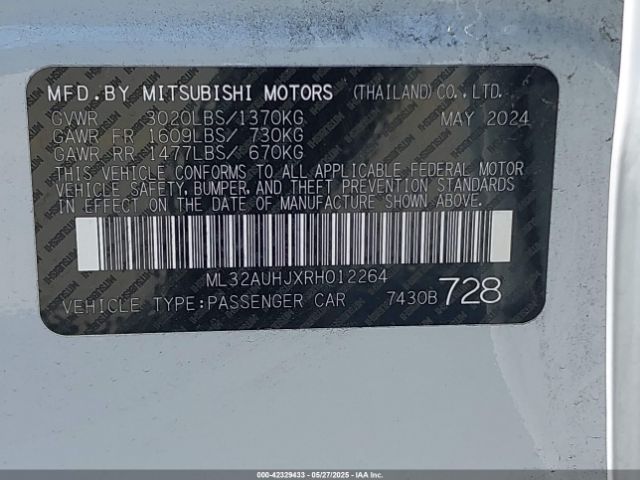 MFD. BY MITSUBISHI MOTORS (THAILAND) CO., LTD.
GVWR 3020LBS/1370KG MAY 2024
GAWR FR 1609LBS/ 730KG
GAWR RR 1477LBS/ 670KG
THIS VEHICLE CONFORMS TO ALL APPLICABLE FEDERAL MOTOR
VEHICLE SAFETY, BUMPER, AND THEFT PREVENTION STANDARDS
IN EFFECT ON THE DATE OF MANUFACTURE SHOWN ABOVE.
ML32AUHJXRH012264
VEHICLE TYPE:PASSENGER CAR 7430B 728
000-42329433 - 05/27/2025 - IAAI.COM